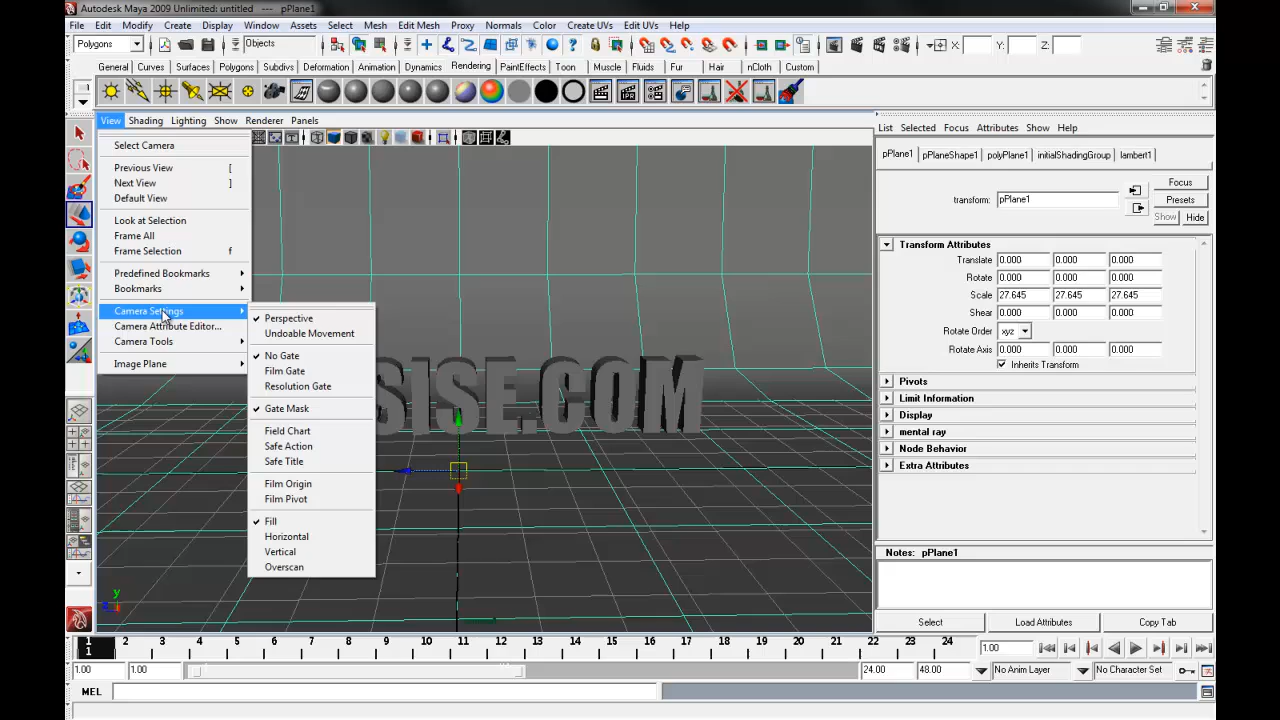 Autodesk Maya 2009 Unlimited: untitled --- pPlane1
File Edit Modify Create Display Window Assets Select Mesh Edit Mesh Proxy Normals Color Create UVs Edit UVs Help
Polygons Objects X: Y: Z:
General Curves Surfaces Polygons Subdivs Deformation Animation Dynamics Rendering PaintEffects Toon Muscle Fluids Fur Hair nCloth Custom
View Shading Lighting Show Renderer Panels
Select Camera
Previous View [
Next View ]
Default View
Look at Selection
Frame All
Frame Selection f
Predefined Bookmarks
Bookmarks
Camera Settings
Camera Attribute Editor...
Camera Tools
Image Plane
Perspective
Undoable Movement
No Gate
Film Gate
Resolution Gate
Gate Mask
Field Chart
Safe Action
Safe Title
Film Origin
Film Pivot
Fill
Horizontal
Vertical
Overscan
SISE.COM
y
List Selected Focus Attributes Show Help
pPlane1 pPlaneShape1 polyPlane1 initialShadingGroup lambert1
Focus
transform: pPlane1 Presets
Show Hide
Transform Attributes
Translate 0.000 0.000 0.000
Rotate 0.000 0.000 0.000
Scale 27.645 27.645 27.645
Shear 0.000 0.000 0.000
Rotate Order xyz
Rotate Axis 0.000 0.000 0.000
Inherits Transform
Pivots
Limit Information
Display
mental ray
Node Behavior
Extra Attributes
Notes: pPlane1
Select Load Attributes Copy Tab
1 2 3 4 5 6 7 8 9 10 11 12 13 14 15 16 17 18 19 20 21 22 23 24
1 1.00
1.00 1.00 24.00 48.00 No Anim Layer No Character Set
MEL